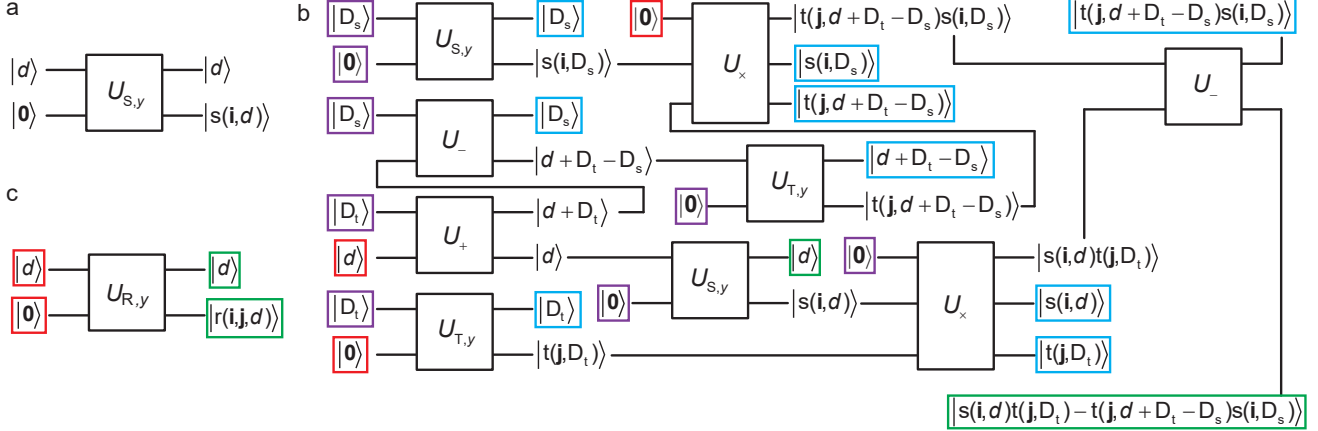 a
|d⟩ U_S,y |d⟩
|0⟩ |s(i,d)⟩
b
|D_s⟩ U_S,y |D_s⟩ |0⟩ U_× |t(j,d + D_t − D_s)s(i,D_s)⟩ |t(j,d + D_t − D_s)s(i,D_s)⟩
|0⟩ |s(i,D_s)⟩ |s(i,D_s)⟩ U_−
|D_s⟩ U_− |D_s⟩ |t(j,d + D_t − D_s)⟩
|d + D_t − D_s⟩ U_T,y |d + D_t − D_s⟩
|D_t⟩ U_+ |d + D_t⟩ |0⟩ |t(j,d + D_t − D_s)⟩
|d⟩ |d⟩ U_S,y |d⟩ |0⟩ U_× |s(i,d)t(j,D_t)⟩
|D_t⟩ U_T,y |D_t⟩ |0⟩ |s(i,d)⟩ |s(i,d)⟩
|0⟩ |t(j,D_t)⟩ |t(j,D_t)⟩
|s(i,d)t(j,D_t) − t(j,d + D_t − D_s)s(i,D_s)⟩
c
|d⟩ U_R,y |d⟩
|0⟩ |r(i,j,d)⟩